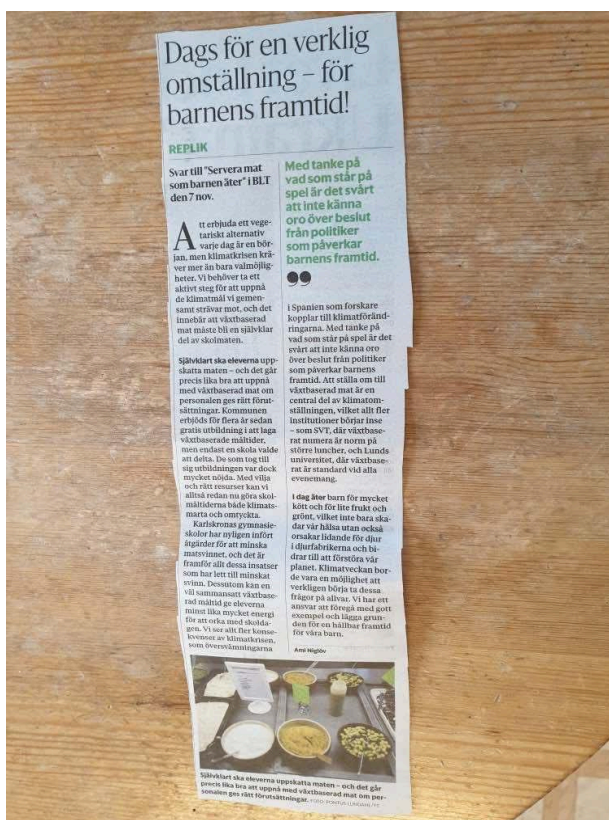 Dags för en verklig
omställning – för
barnens framtid!
REPLIK
Svar till "Servera mat
som barnen äter" i BLT
den 7 nov.
Att erbjuda ett vege-
tariskt alternativ
varje dag är en bör-
jan, men klimatkrisen krä-
ver mer än bara valmöjlig-
heter. Vi behöver ta ett
aktivt steg för att uppnå
de klimatmål vi gemen-
samt strävar mot, och det
innebär att växtbaserad
mat måste bli en självklar
del av skolmaten.
Självklart ska eleverna upp-
skatta maten – och det går
precis lika bra att uppnå
med växtbaserad mat om
personalen ges rätt förut-
sättningar. Kommunen
erbjöds för flera år sedan
gratis utbildning i att laga
växtbaserade måltider,
men endast en skola valde
att delta. De som tog till
sig utbildningen var dock
mycket nöjda. Med vilja
och rätt resurser kan vi
alltså redan nu göra skol-
måltiderna både klimats-
marta och omtyckta.
Karlskronas gymnasie-
skolor har nyligen infört
åtgärder för att minska
matsvinnet, och det är
framför allt dessa insatser
som har lett till minskat
svinn. Dessutom kan en
väl sammansatt växtbase-
rad måltid ge eleverna
minst lika mycket energi
för att orka med skolda-
gen. Vi ser allt fler konse-
kvenser av klimatkrisen,
som översvämningarna
Med tanke på
vad som står på
spel är det svårt
att inte känna
oro över beslut
från politiker
som påverkar
barnens framtid.
i Spanien som forskare
kopplar till klimatföränd-
ringarna. Med tanke på
vad som står på spel är det
svårt att inte känna oro
över beslut från politiker
som påverkar barnens
framtid. Att ställa om till
växtbaserad mat är en
central del av klimatom-
ställningen, vilket allt fler
institutioner börjar inse
– som SVT, där växtbase-
rat numera är norm på
större luncher, och Lunds
universitet, där växtbase-
rat är standard vid alla
evenemang.
I dag äter barn för mycket
kött och för lite frukt och
grönt, vilket inte bara ska-
dar vår hälsa utan också
orsakar lidande för djur
i djurfabrikerna och bi-
drar till att förstöra vår
planet. Klimatveckan bor-
de vara en möjlighet att
verkligen börja ta dessa
frågor på allvar. Vi har ett
ansvar att föregå med gott
exempel och lägga grun-
den för en hållbar framtid
för våra barn.
Ami Niglöv
Självklart ska eleverna uppskatta maten – och det går
precis lika bra att uppnå med växtbaserad mat om per-
sonalen ges rätt förutsättningar.